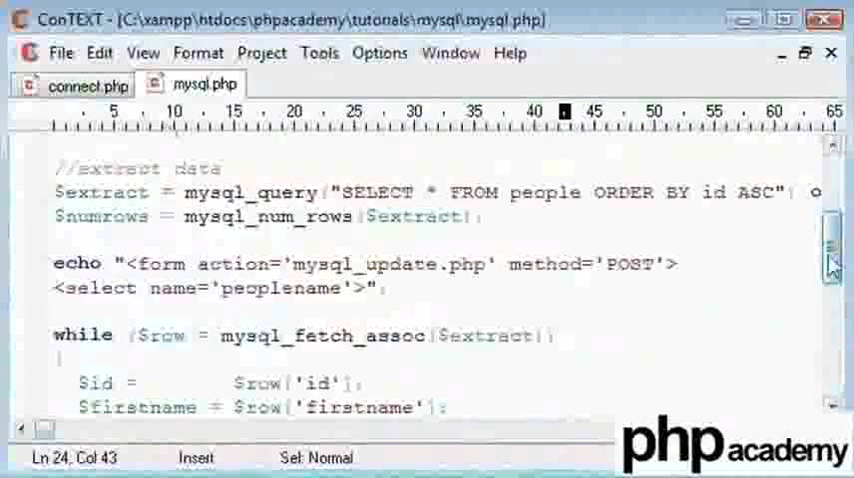 ConTEXT - [C:\xampp\htdocs\phpacademy\tutorials\mysql\mysql.php]
File Edit View Format Project Tools Options Window Help
connect.php mysql.php
5 10 15 20 25 30 35 40 45 50 55 60 65
//extract data
$extract = mysql_query("SELECT * FROM people ORDER BY id ASC") o
$numrows = mysql_num_rows($extract);
echo "<form action='mysql_update.php' method='POST'>
<select name='peoplename'>";
while ($row = mysql_fetch_assoc($extract))
{
$id = $row['id'];
$firstname = $row['firstname'];
Ln 24, Col 43 Insert Sel: Normal
php academy